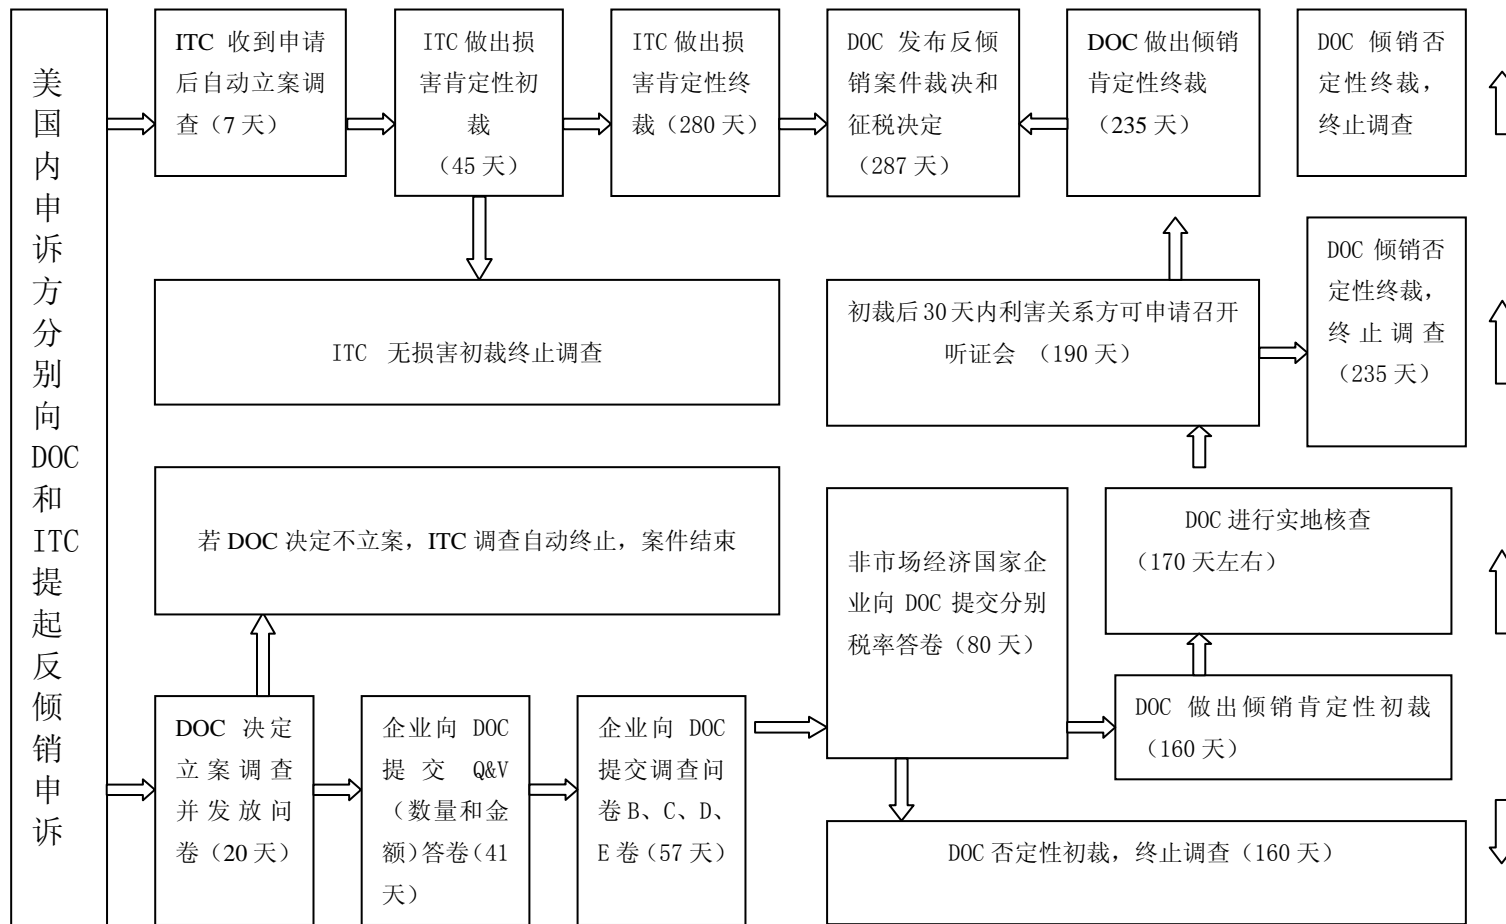 美
国
内
申
诉
方
分
别
向
DOC
和
ITC
提
起
反
倾
销
申
诉
ITC 收到申请
后自动立案调
查（7 天）
ITC 做出损
害肯定性初
裁
（45 天）
ITC 做出损
害肯定性终
裁（280 天）
DOC 发布反倾
销案件裁决和
征税决定
（287 天）
DOC 做出倾销
肯定性终裁
（235 天）
DOC 倾销否
定性终裁，
终止调查
ITC 无损害初裁终止调查
初裁后 30 天内利害关系方可申请召开
听证会 （190 天）
DOC 倾销否
定性终裁，
终止调查
（235 天）
若 DOC 决定不立案，ITC 调查自动终止，案件结束
非市场经济国家企
业向 DOC 提交分别
税率答卷（80 天）
DOC 进行实地核查
（170 天左右）
DOC 决定
立案调查
并发放问
卷（20 天）
企业向 DOC
提交 Q&V
（数量和金
额）答卷（41
天）
企业向 DOC
提交调查问
卷 B、C、D、
E 卷（57 天）
DOC 做出倾销肯定性初裁
（160 天）
DOC 否定性初裁，终止调查（160 天）